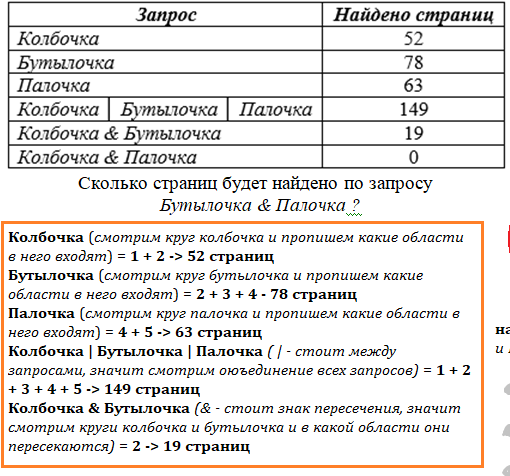 Запрос Найдено страниц
Колбочка 52
Бутылочка 78
Палочка 63
Колбочка | Бутылочка | Палочка 149
Колбочка & Бутылочка 19
Колбочка & Палочка 0
Сколько страниц будет найдено по запросу
Бутылочка & Палочка ?
Колбочка (смотрим круг колбочка и пропишем какие области
в него входят) = 1 + 2 -> 52 страниц
Бутылочка (смотрим круг бутылочка и пропишем какие
области в него входят) = 2 + 3 + 4 - 78 страниц
Палочка (смотрим круг палочка и пропишем какие области в
него входят) = 4 + 5 -> 63 страниц
Колбочка | Бутылочка | Палочка ( | - стоит между
запросами, значит смотрим оюъединение всех запросов) = 1 + 2
+ 3 + 4 + 5 -> 149 страниц
Колбочка & Бутылочка (& - стоит знак пересечения, значит
смотрим круги колбочка и бутылочка и в какой области они
пересекаются) = 2 -> 19 страниц